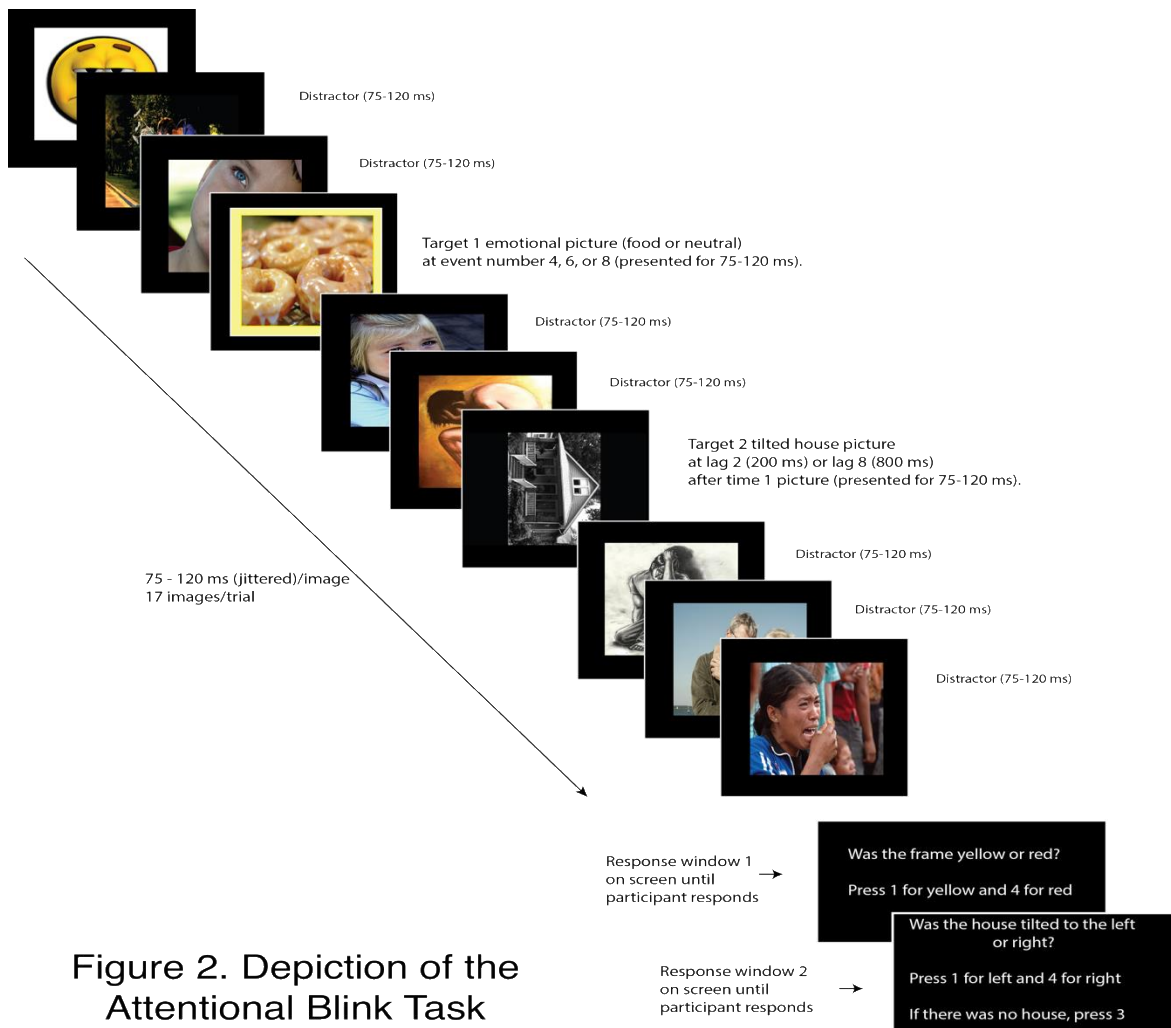 Distractor (75-120 ms)
Distractor (75-120 ms)
Target 1 emotional picture (food or neutral)
at event number 4, 6, or 8 (presented for 75-120 ms).
Distractor (75-120 ms)
Distractor (75-120 ms)
Target 2 tilted house picture
at lag 2 (200 ms) or lag 8 (800 ms)
after time 1 picture (presented for 75-120 ms).
Distractor (75-120 ms)
75 - 120 ms (jittered)/image
17 images/trial
Distractor (75-120 ms)
Distractor (75-120 ms)
Response window 1
on screen until
participant responds
Was the frame yellow or red?
Press 1 for yellow and 4 for red
Response window 2
on screen until
participant responds
Was the house tilted to the left
or right?
Press 1 for left and 4 for right
If there was no house, press 3
Figure 2. Depiction of the
Attentional Blink Task